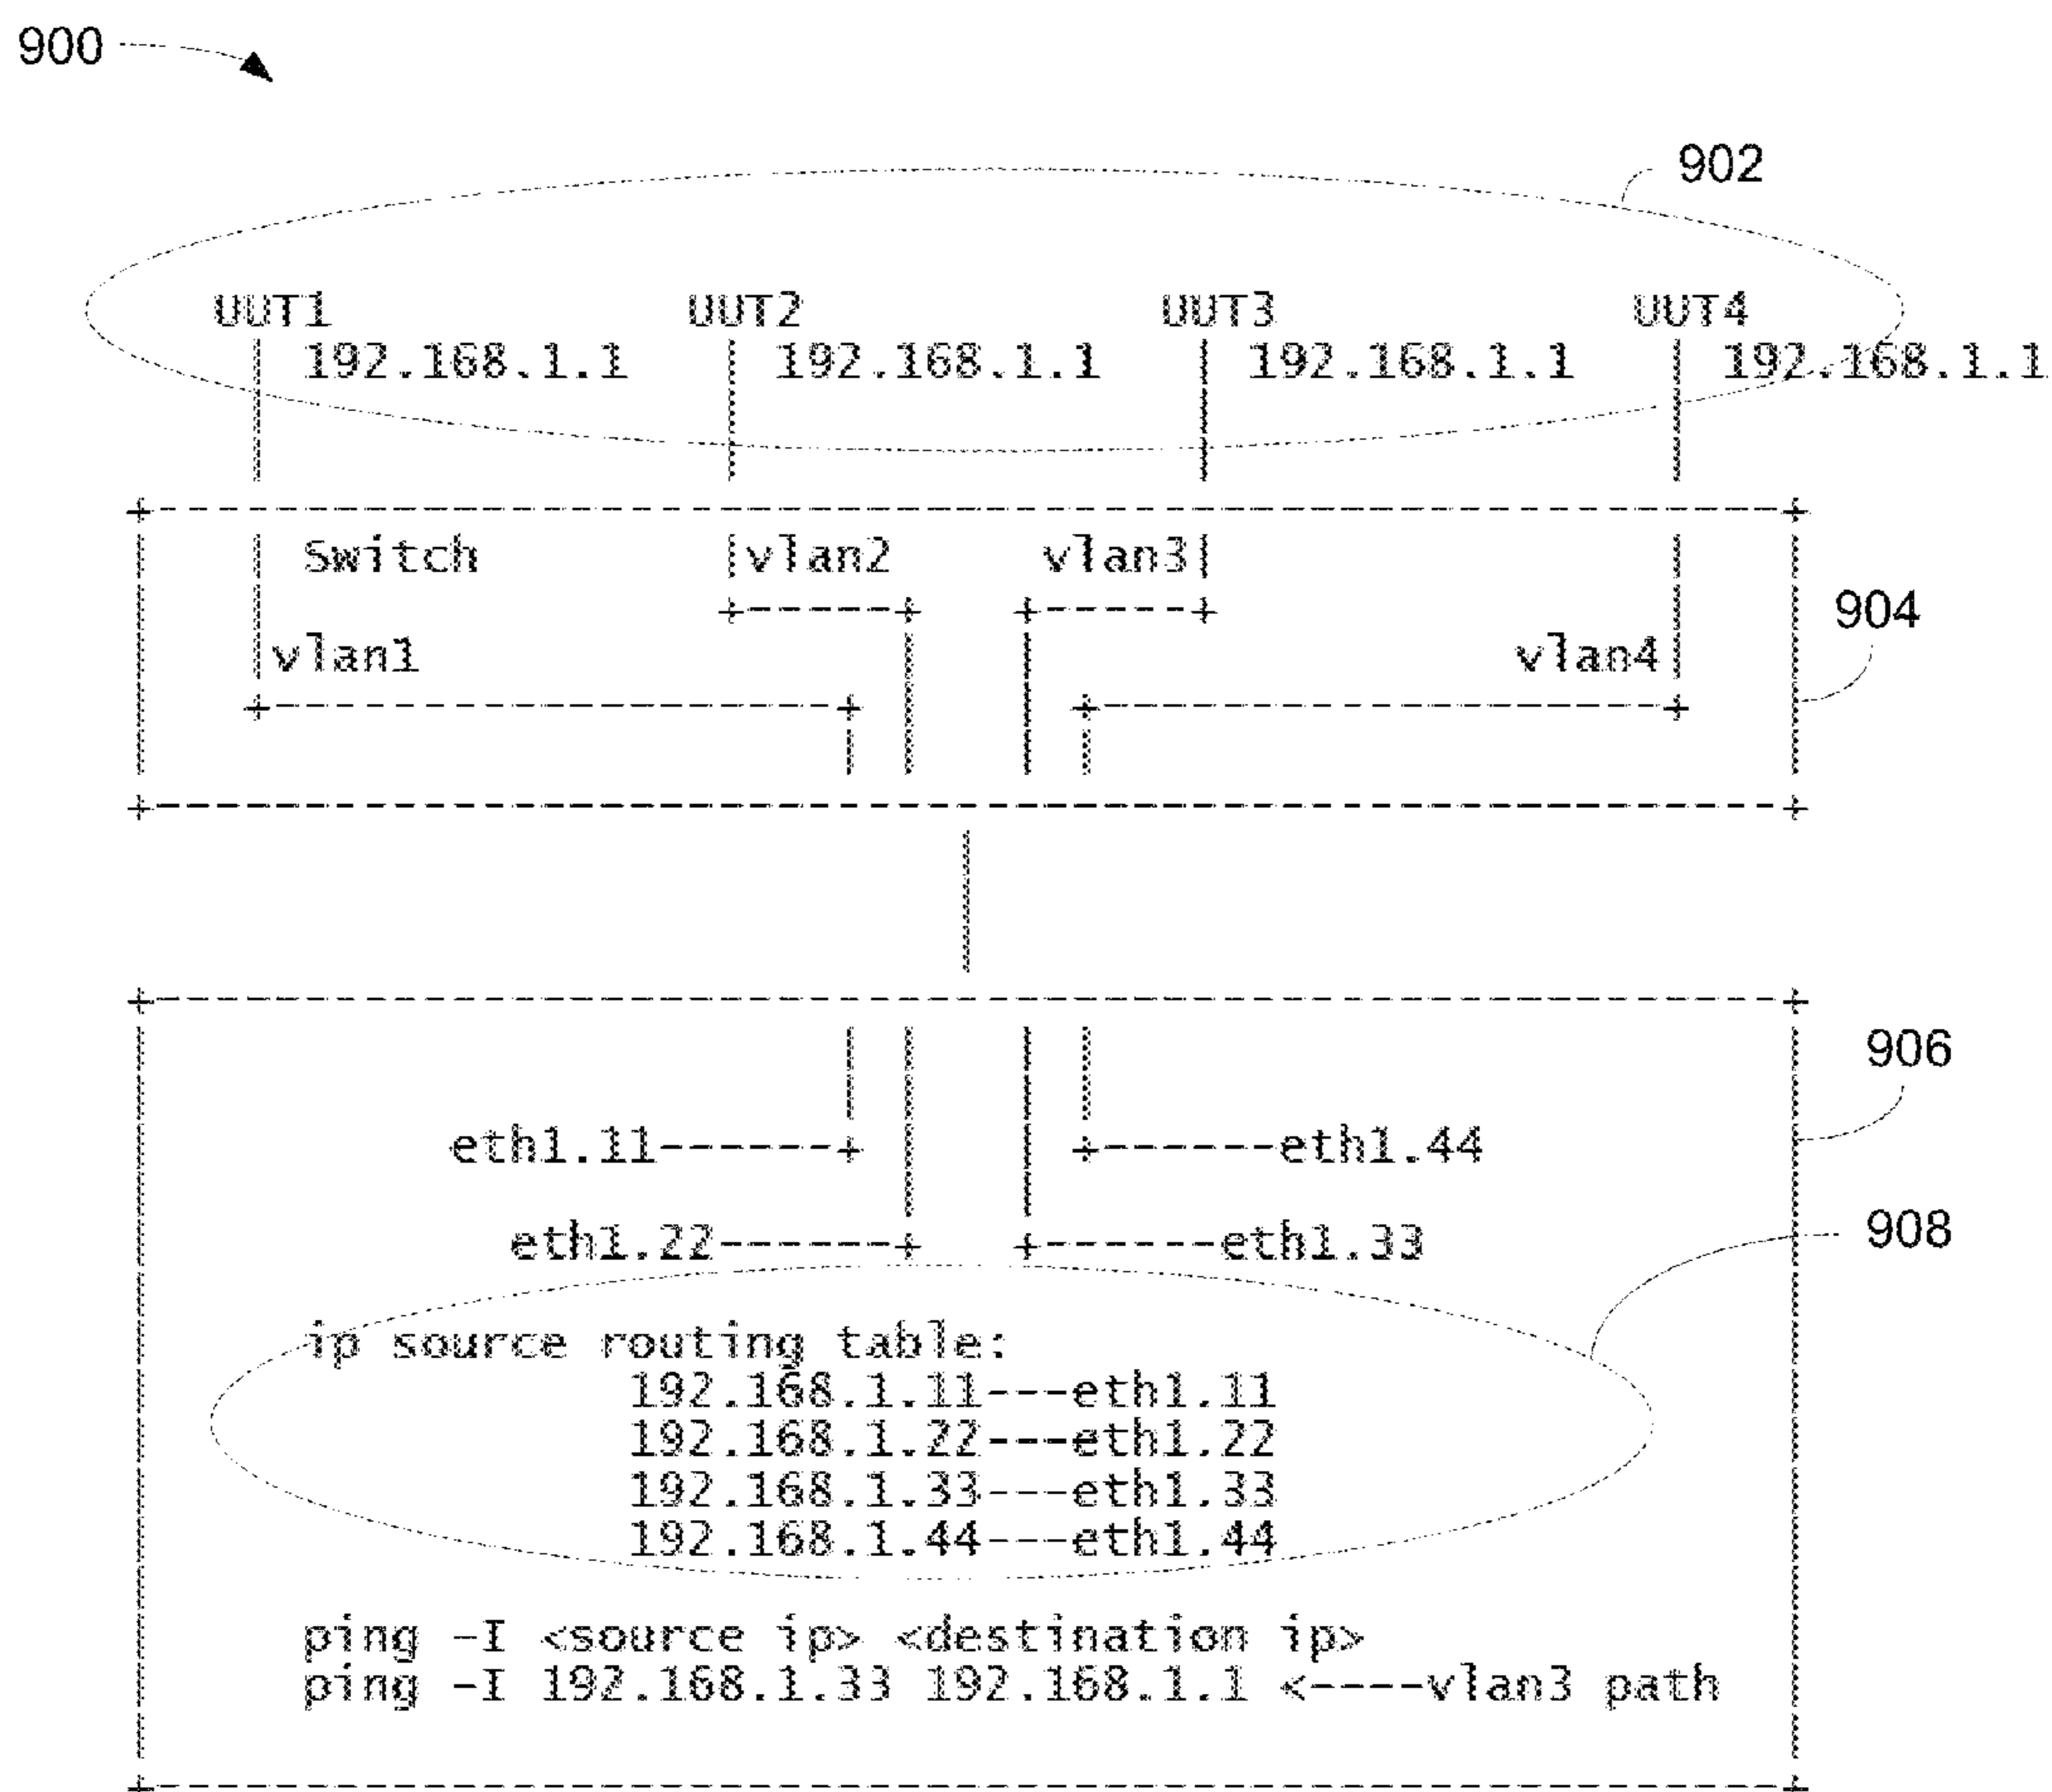 900
902
UUT1 UUT2 UUT3 UUT4
192.168.1.1 192.168.1.1 192.168.1.1 192.168.1.1
Switch vlan2 vlan3
904
vlan1 vlan4
906
eth1.11------+ +------eth1.44
908
eth1.22------+ +------eth1.33
ip source routing table:
192.168.1.11---eth1.11
192.168.1.22---eth1.22
192.168.1.33---eth1.33
192.168.1.44---eth1.44
ping -I <source ip> <destination ip>
ping -I 192.168.1.33 192.168.1.1 <----vlan3 path